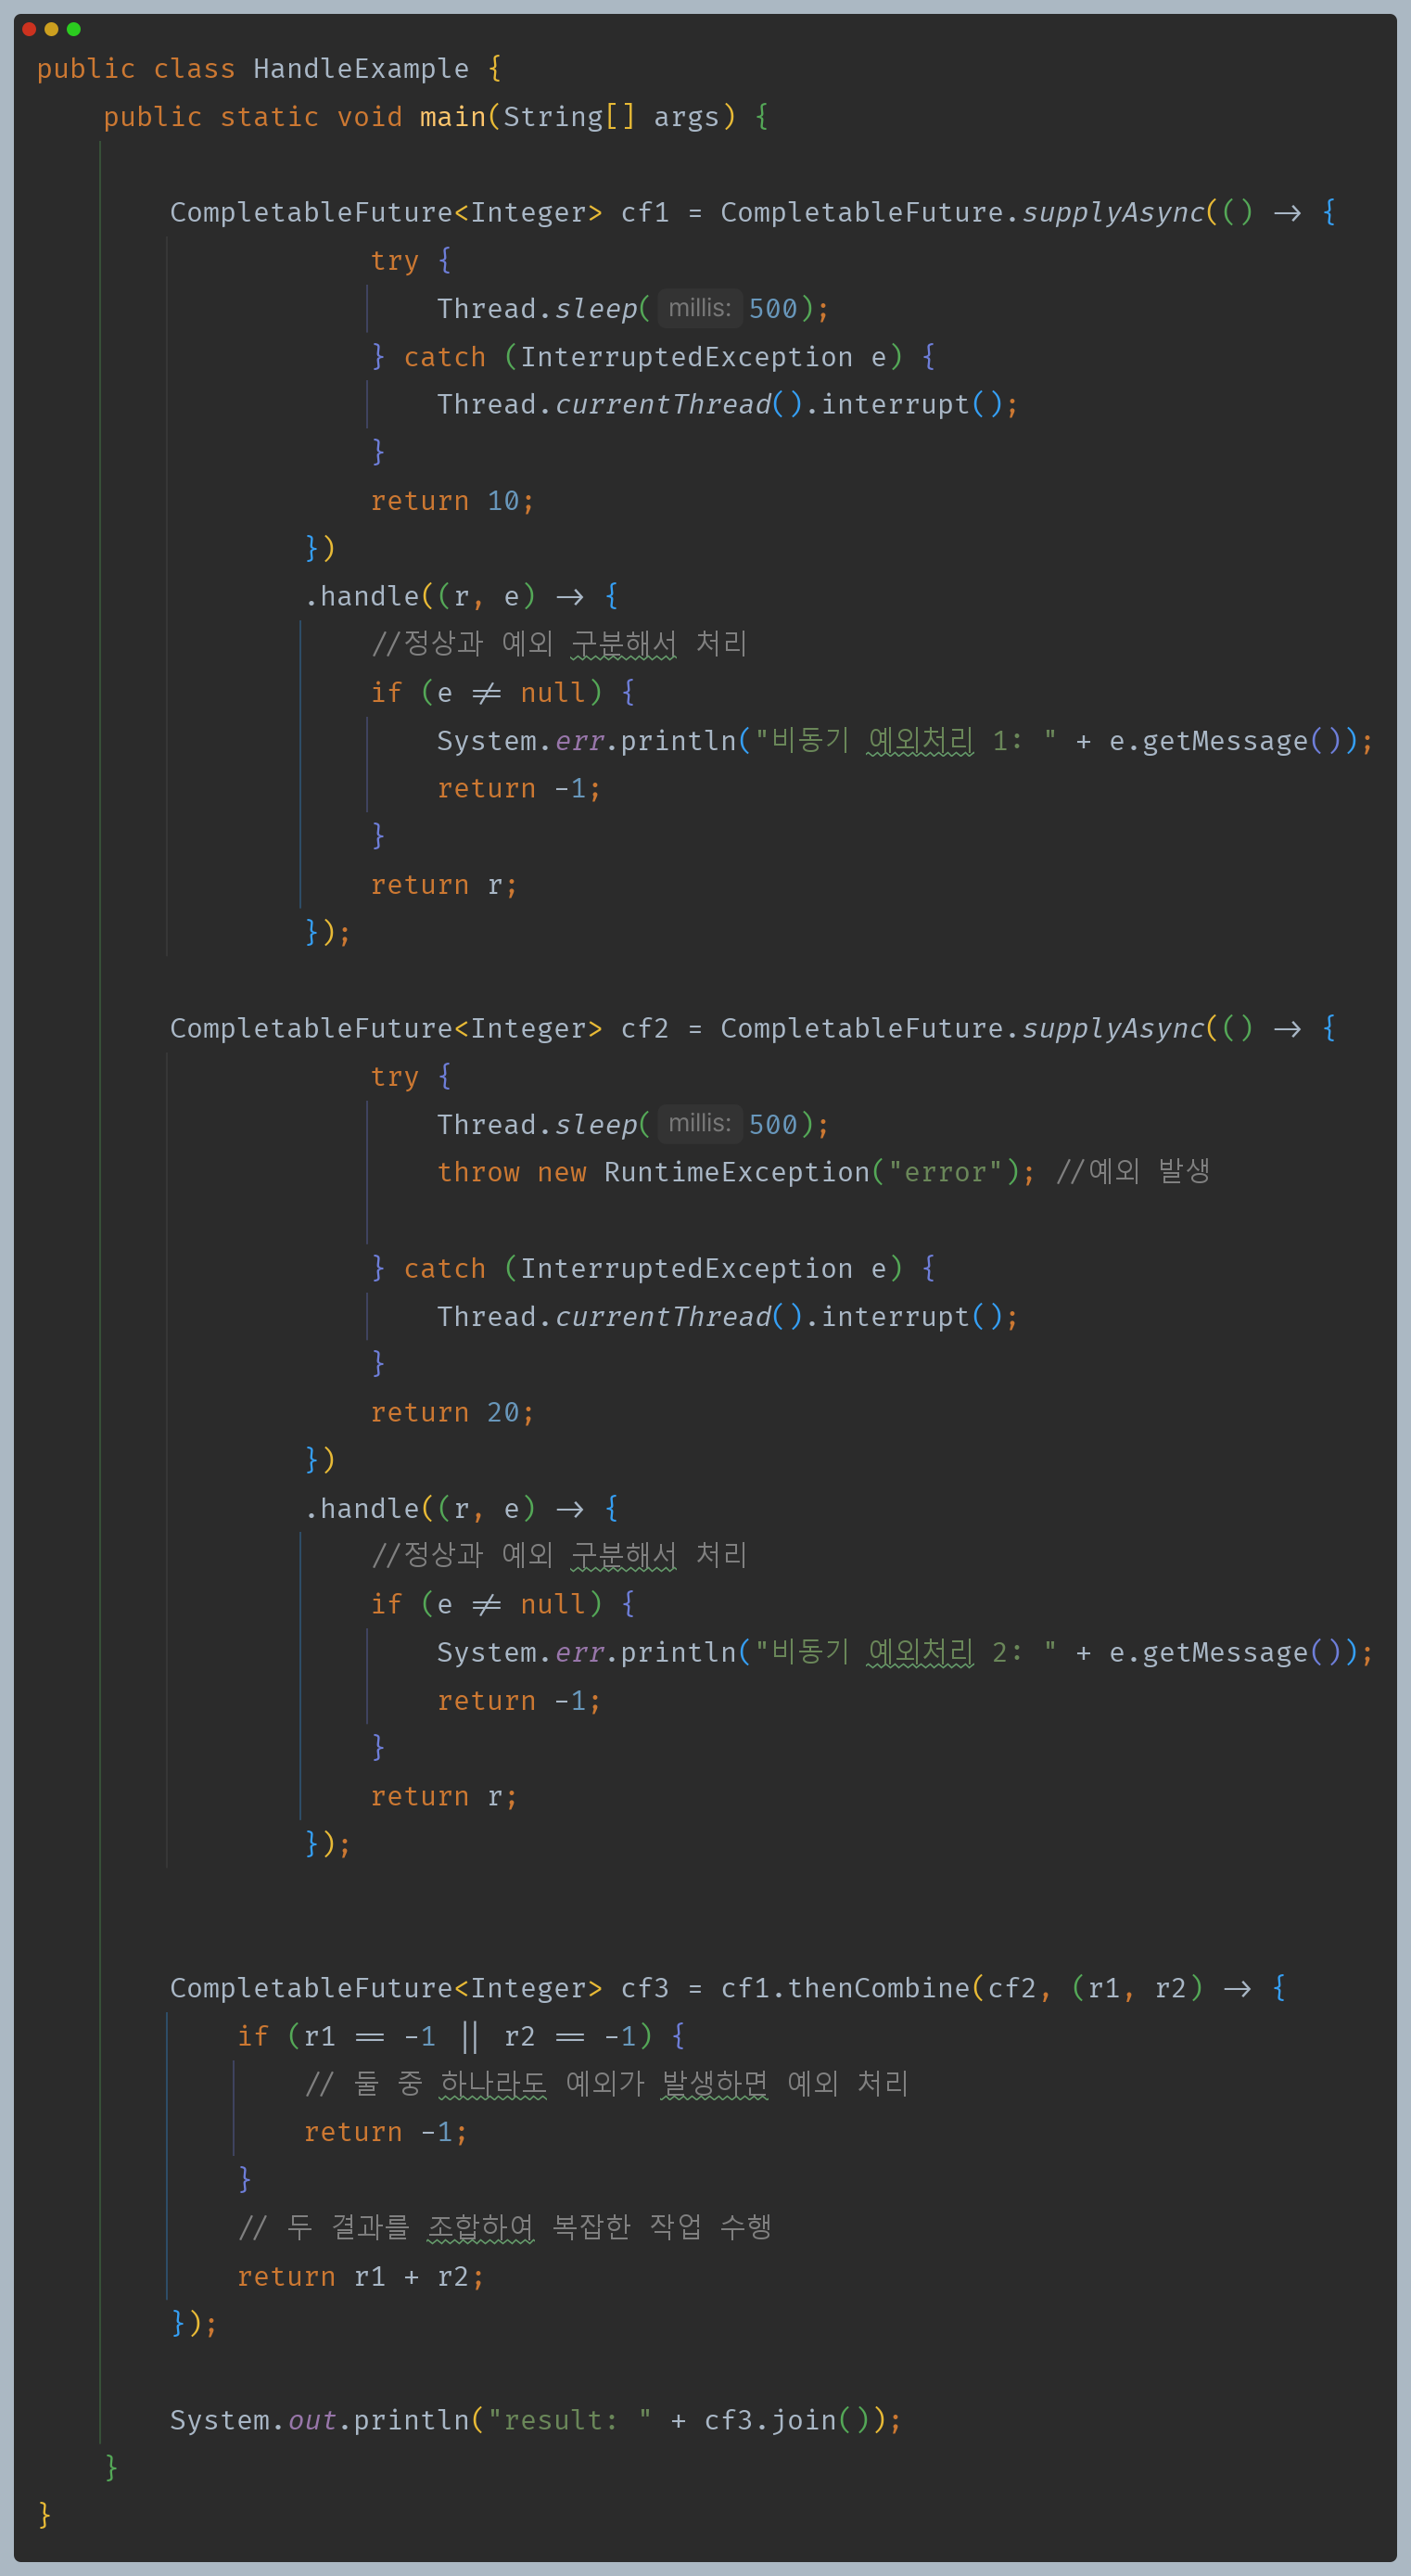 public class HandleExample {
    public static void main(String[] args) {

        CompletableFuture<Integer> cf1 = CompletableFuture.supplyAsync(() -> {
                    try {
                        Thread.sleep( millis: 500);
                    } catch (InterruptedException e) {
                        Thread.currentThread().interrupt();
                    }
                    return 10;
                })
                .handle((r, e) -> {
                    //정상과 예외 구분해서 처리
                    if (e != null) {
                        System.err.println("비동기 예외처리 1: " + e.getMessage());
                        return -1;
                    }
                    return r;
                });

        CompletableFuture<Integer> cf2 = CompletableFuture.supplyAsync(() -> {
                    try {
                        Thread.sleep( millis: 500);
                        throw new RuntimeException("error"); //예외 발생

                    } catch (InterruptedException e) {
                        Thread.currentThread().interrupt();
                    }
                    return 20;
                })
                .handle((r, e) -> {
                    //정상과 예외 구분해서 처리
                    if (e != null) {
                        System.err.println("비동기 예외처리 2: " + e.getMessage());
                        return -1;
                    }
                    return r;
                });


        CompletableFuture<Integer> cf3 = cf1.thenCombine(cf2, (r1, r2) -> {
            if (r1 == -1 || r2 == -1) {
                // 둘 중 하나라도 예외가 발생하면 예외 처리
                return -1;
            }
            // 두 결과를 조합하여 복잡한 작업 수행
            return r1 + r2;
        });

        System.out.println("result: " + cf3.join());
    }
}